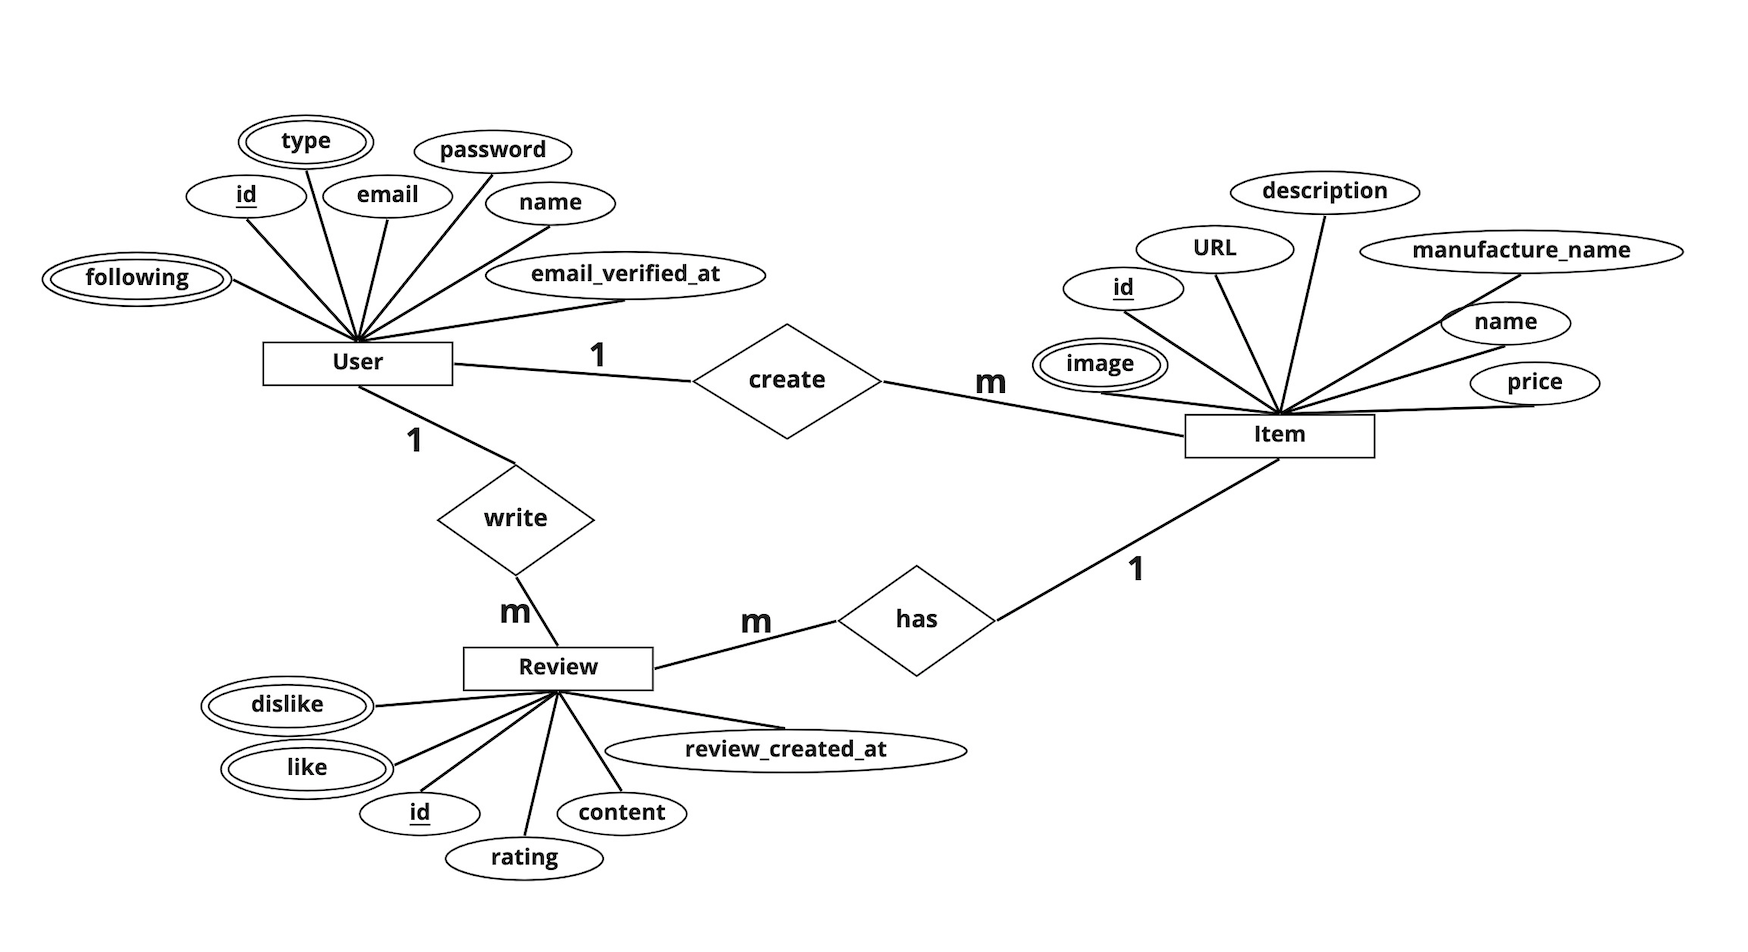 type
password
id
email
name
following
email_verified_at
User
1
create
m
description
URL
manufacture_name
id
name
image
price
Item
1
write
m
1
has
m
Review
dislike
like
review_created_at
id
content
rating